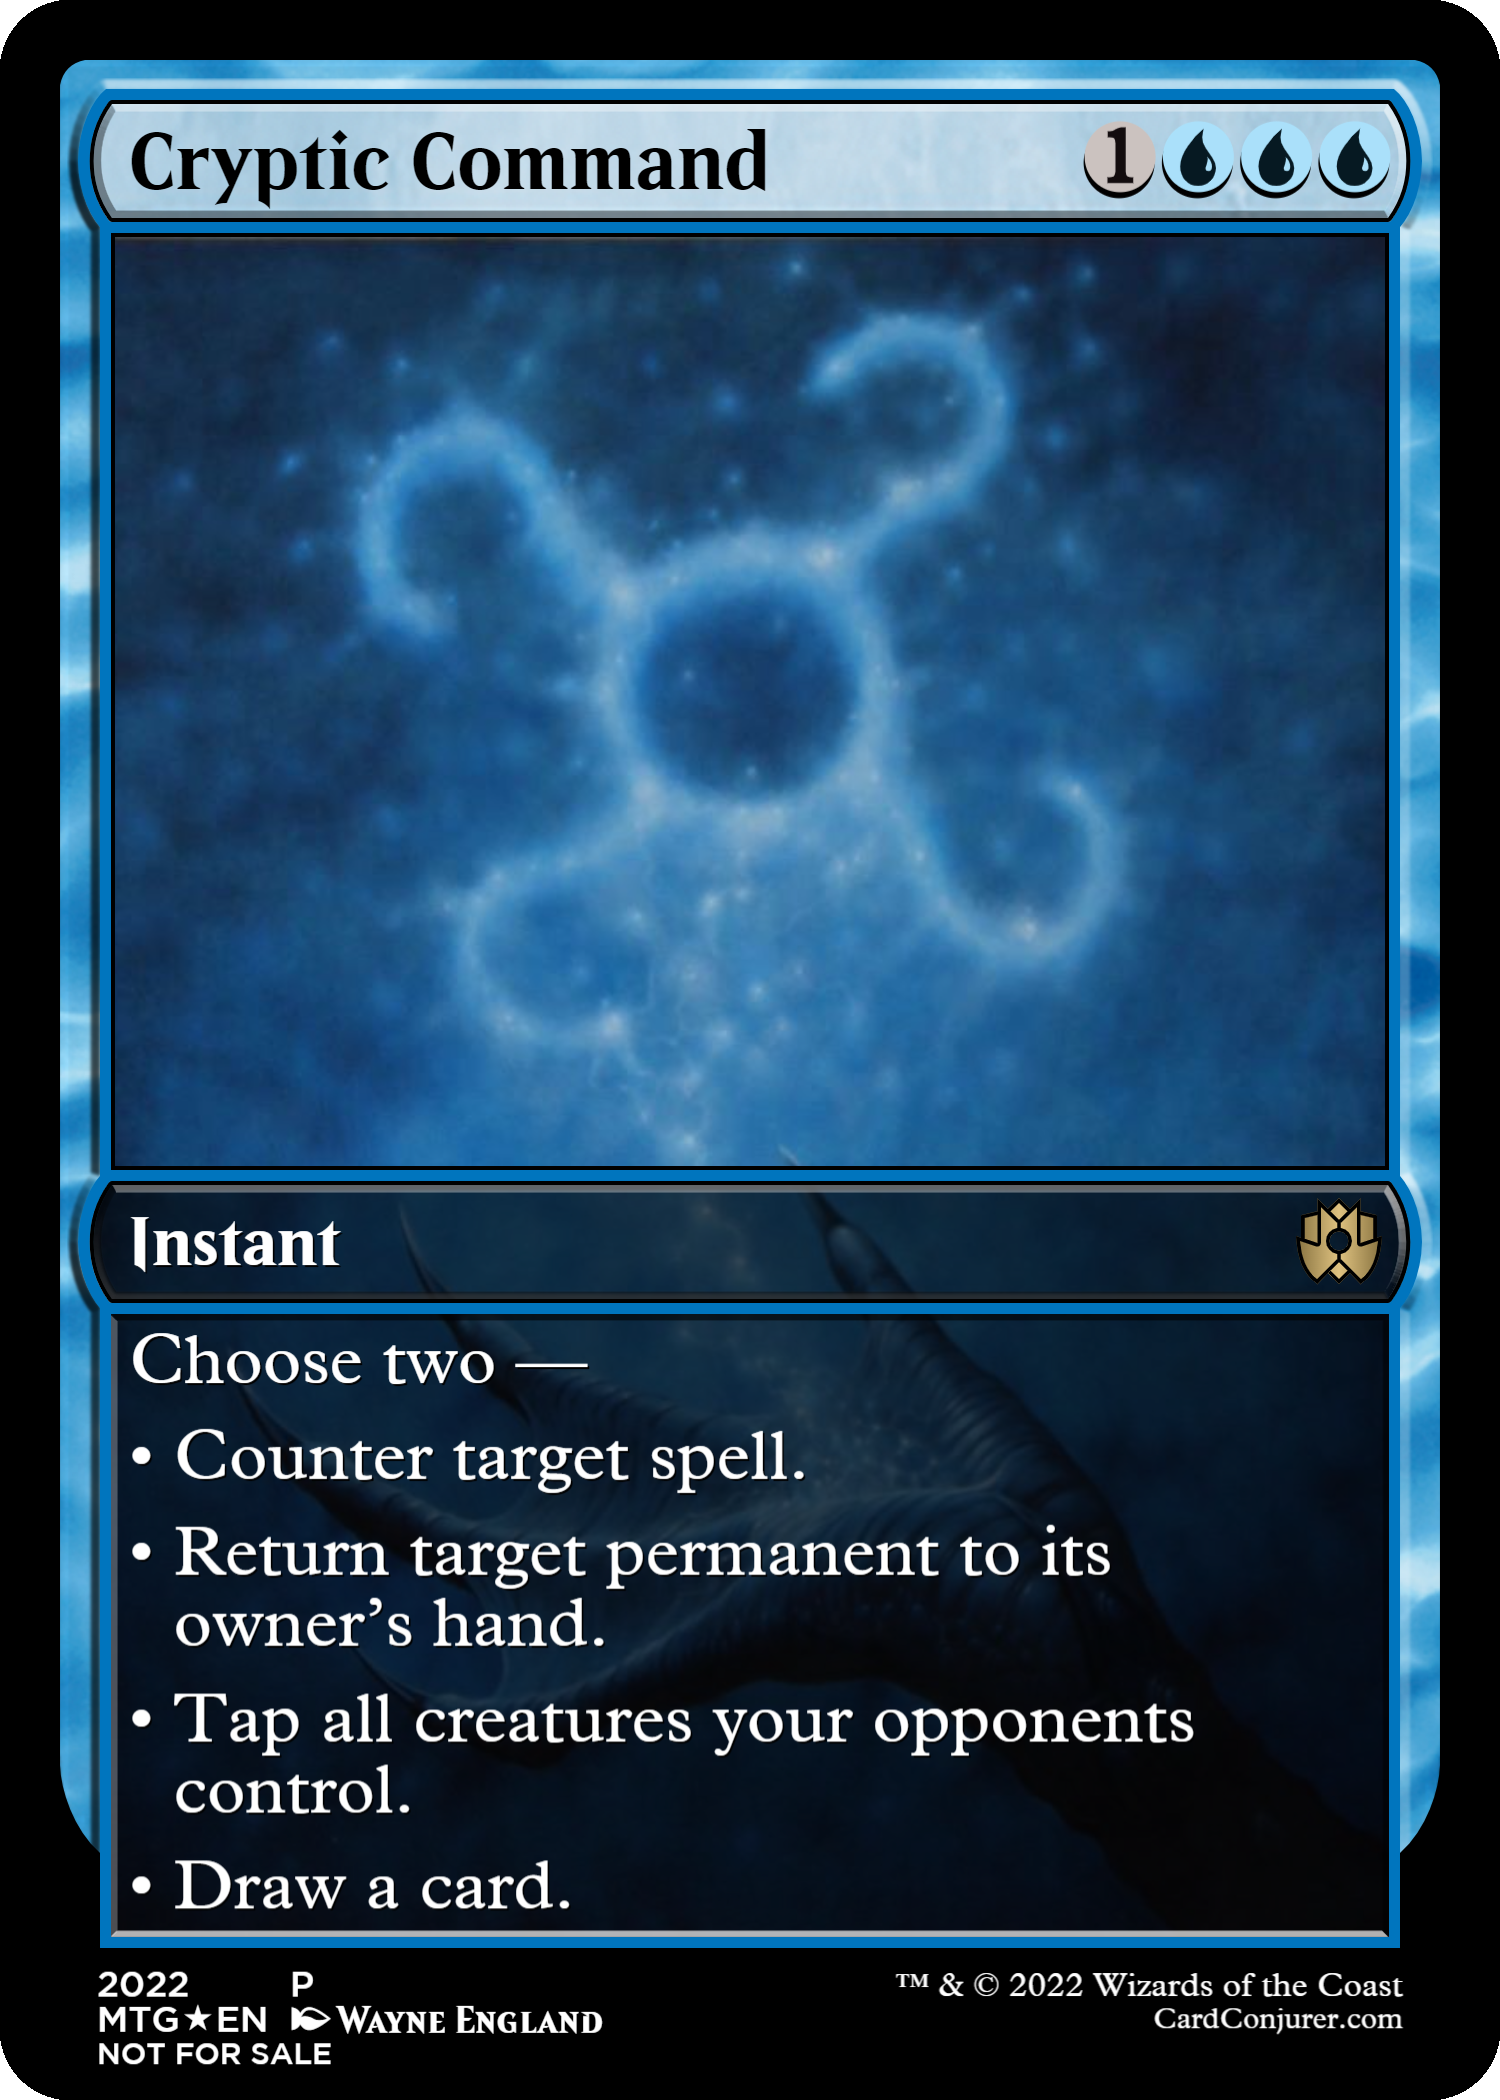 Cryptic Command 1
Instant
Choose two —
• Counter target spell.
• Return target permanent to its
owner’s hand.
• Tap all creatures your opponents
control.
• Draw a card.
2022 P
MTG★EN WAYNE ENGLAND
NOT FOR SALE
™ & © 2022 Wizards of the Coast
CardConjurer.com